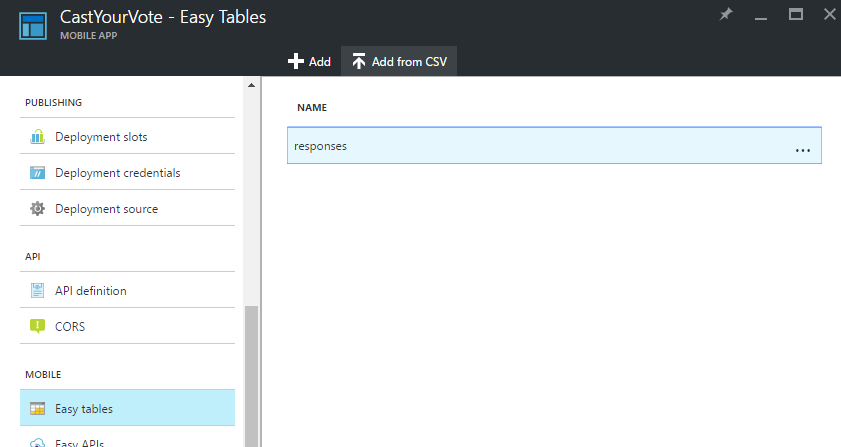 CastYourVote - Easy Tables
MOBILE APP
Add
Add from CSV
PUBLISHING
Deployment slots
Deployment credentials
Deployment source
API
API definition
CORS
MOBILE
Easy tables
Easy APIs
NAME
responses
...